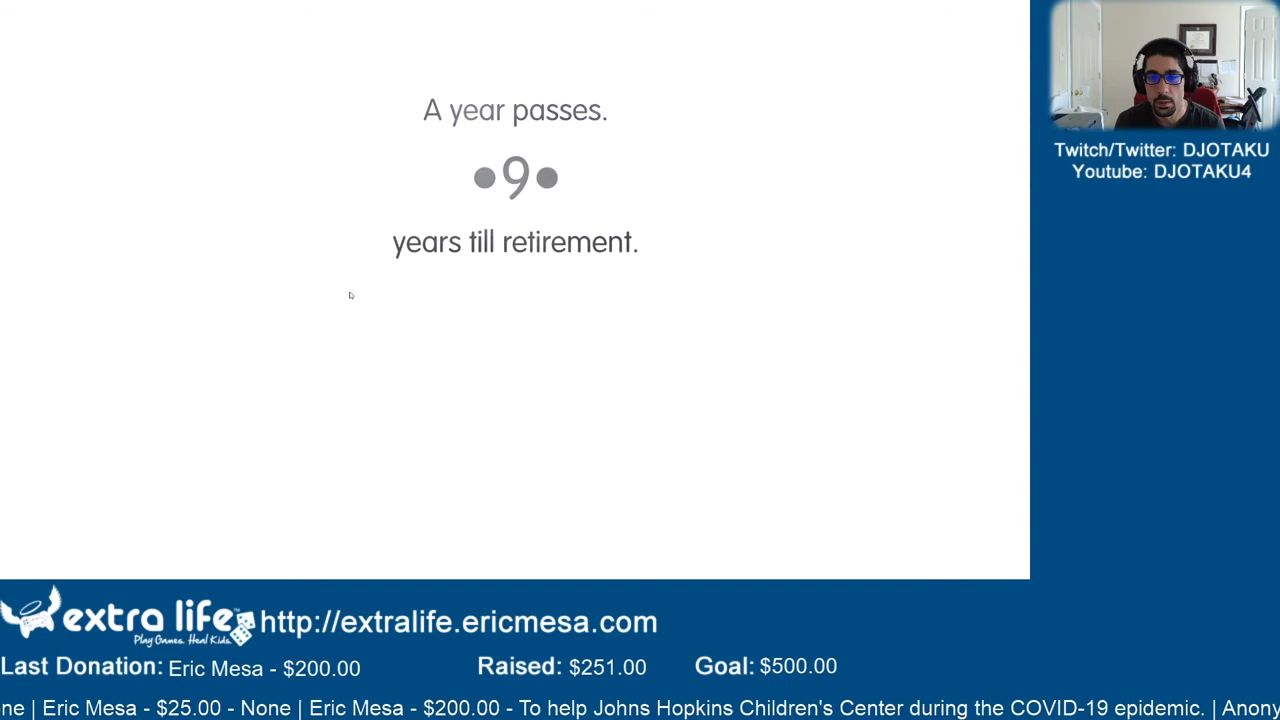 A year passes.
•9•
years till retirement.
Twitch/Twitter: DJOTAKU
Youtube: DJOTAKU4
extra life
Play Games. Heal Kids.
http://extralife.ericmesa.com
Last Donation: Eric Mesa - $200.00
Raised: $251.00
Goal: $500.00
ne | Eric Mesa - $25.00 - None | Eric Mesa - $200.00 - To help Johns Hopkins Children's Center during the COVID-19 epidemic. | Anony